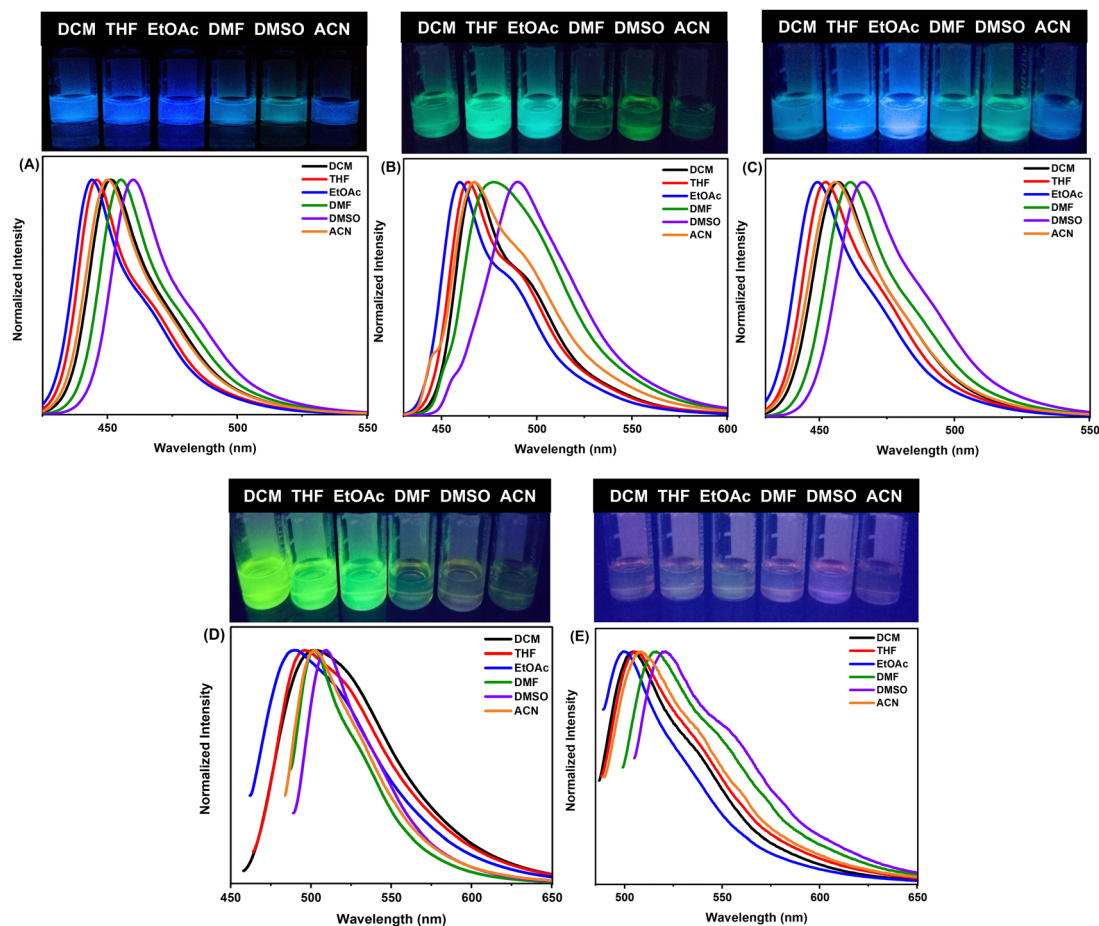 DCM THF EtOAc DMF DMSO ACN
(A)
DCM
THF
EtOAc
DMF
DMSO
ACN
Normalized Intensity
450 500 550
Wavelength (nm)
DCM THF EtOAc DMF DMSO ACN
(B)
DCM
THF
EtOAc
DMF
DMSO
ACN
Normalized Intensity
450 500 550 600
Wavelength (nm)
DCM THF EtOAc DMF DMSO ACN
(C)
DCM
THF
EtOAc
DMF
DMSO
ACN
Normalized Intensity
450 500 550
Wavelength (nm)
DCM THF EtOAc DMF DMSO ACN
(D)
DCM
THF
EtOAc
DMF
DMSO
ACN
Normalized Intensity
450 500 550 600 650
Wavelength (nm)
DCM THF EtOAc DMF DMSO ACN
(E)
DCM
THF
EtOAc
DMF
DMSO
ACN
Normalized Intensity
500 550 600 650
Wavelength (nm)